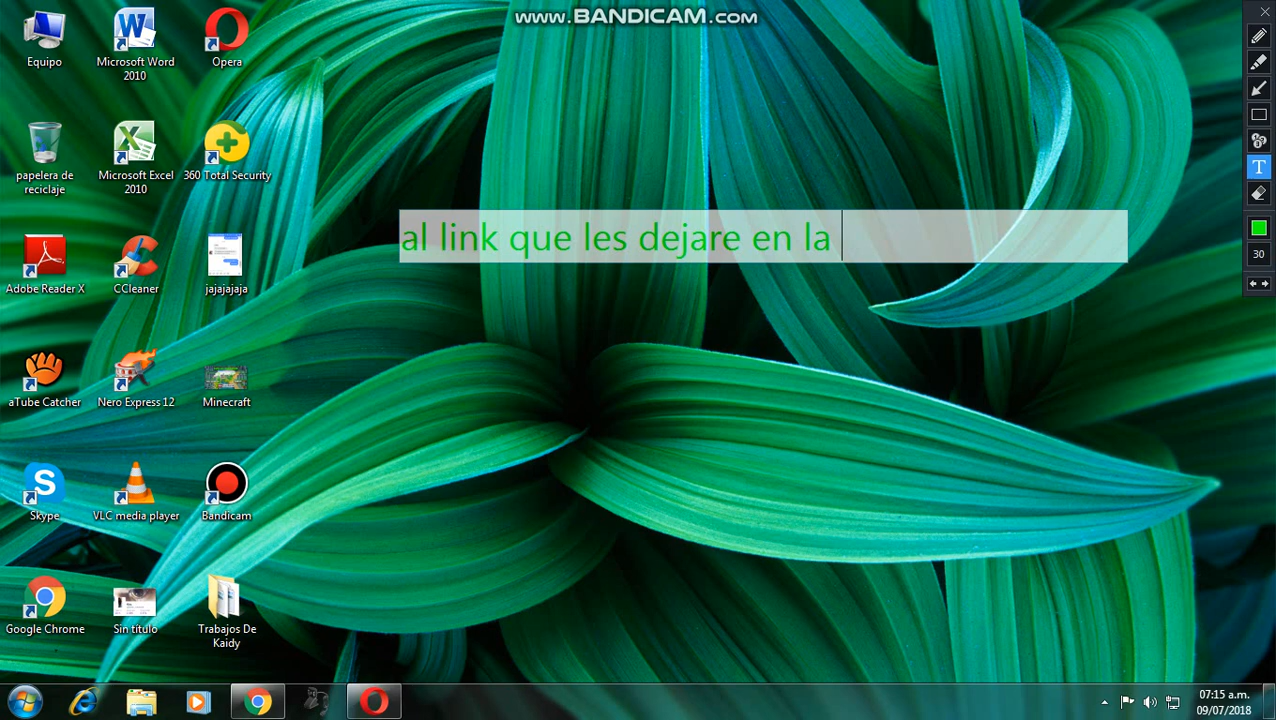 www.BANDICAM.com
Equipo
Microsoft Word
2010
Opera
papelera de
reciclaje
Microsoft Excel
2010
360 Total Security
al link que les dejare en la
Adobe Reader X
CCleaner
jajajajaja
aTube Catcher
Nero Express 12
Minecraft
Skype
VLC media player
Bandicam
Google Chrome
Sin título
Trabajos De
Kaidy
T
30
07:15 a.m.
09/07/2018